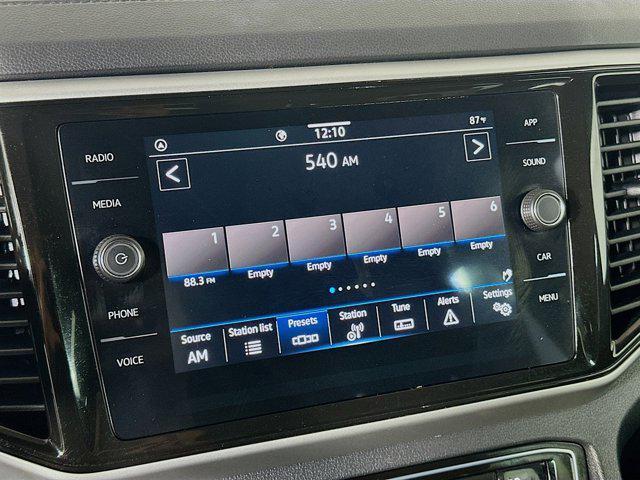 12:10
87°F
540 AM
<
>
1 2 3 4 5 6
88.3 FM Empty Empty Empty Empty Empty
Source
AM
Station list
Presets
Station
Tune
Alerts
Settings
RADIO
MEDIA
PHONE
VOICE
APP
SOUND
CAR
MENU